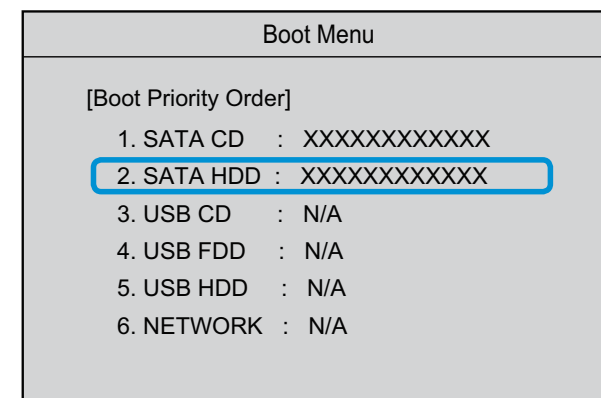 Boot Menu
[Boot Priority Order]
1. SATA CD : XXXXXXXXXXXX
2. SATA HDD : XXXXXXXXXXXX
3. USB CD : N/A
4. USB FDD : N/A
5. USB HDD : N/A
6. NETWORK : N/A